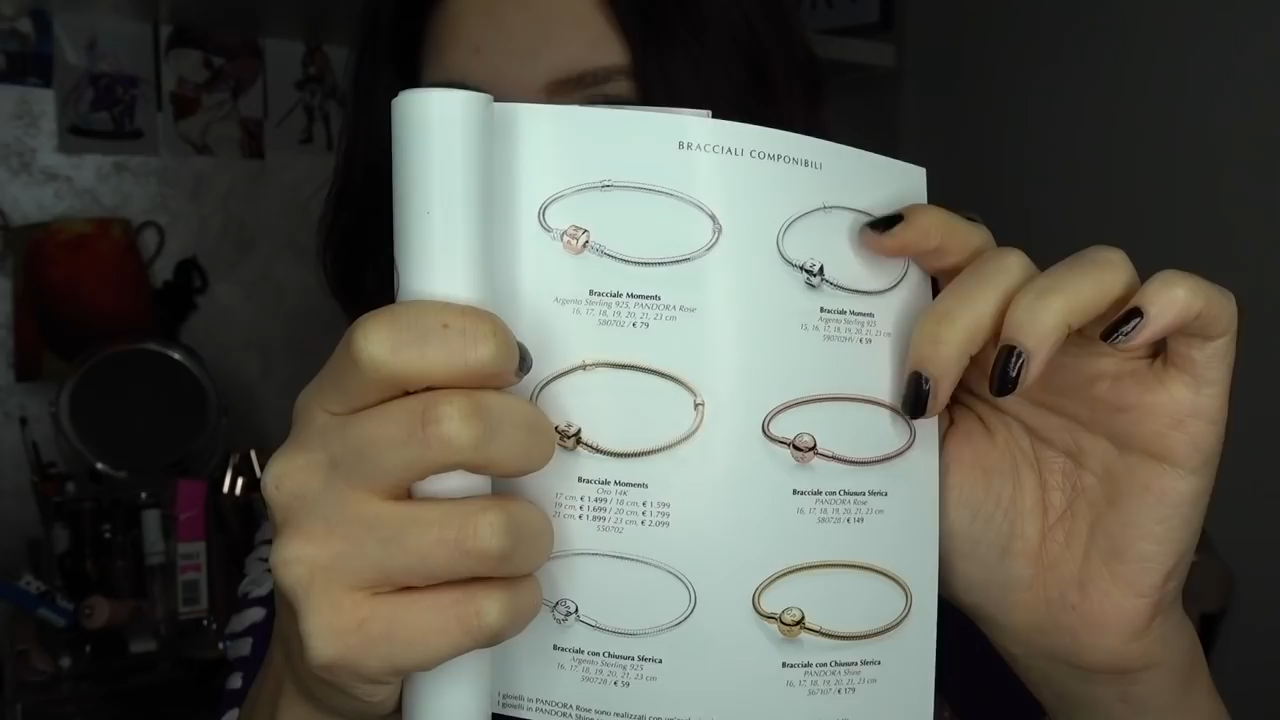 BRACCIALI COMPONIBILI
Bracciale Moments
Argento Sterling 925, PANDORA Rose
16, 17, 18, 19, 20, 21, 23 cm
580702 / € 79
Bracciale Moments
Argento Sterling 925
15, 16, 17, 18, 19, 20, 21, 23 cm
590702HV / € 59
Bracciale Moments
Oro 14K
17 cm, € 1.499 / 18 cm, € 1.599
19 cm, € 1.699 / 20 cm, € 1.799
21 cm, € 1.899 / 23 cm, € 2.099
550702
Bracciale con Chiusura Sferica
PANDORA Rose
16, 17, 18, 19, 20, 21, 23 cm
580728 / € 149
Bracciale con Chiusura Sferica
Argento Sterling 925
16, 17, 18, 19, 20, 21, 23 cm
590728 / € 59
Bracciale con Chiusura Sferica
PANDORA Shine
16, 17, 18, 19, 20, 21, 23 cm
567107 / € 179
I gioielli in PANDORA Rose sono realizzati con
I gioielli in PANDORA Shine